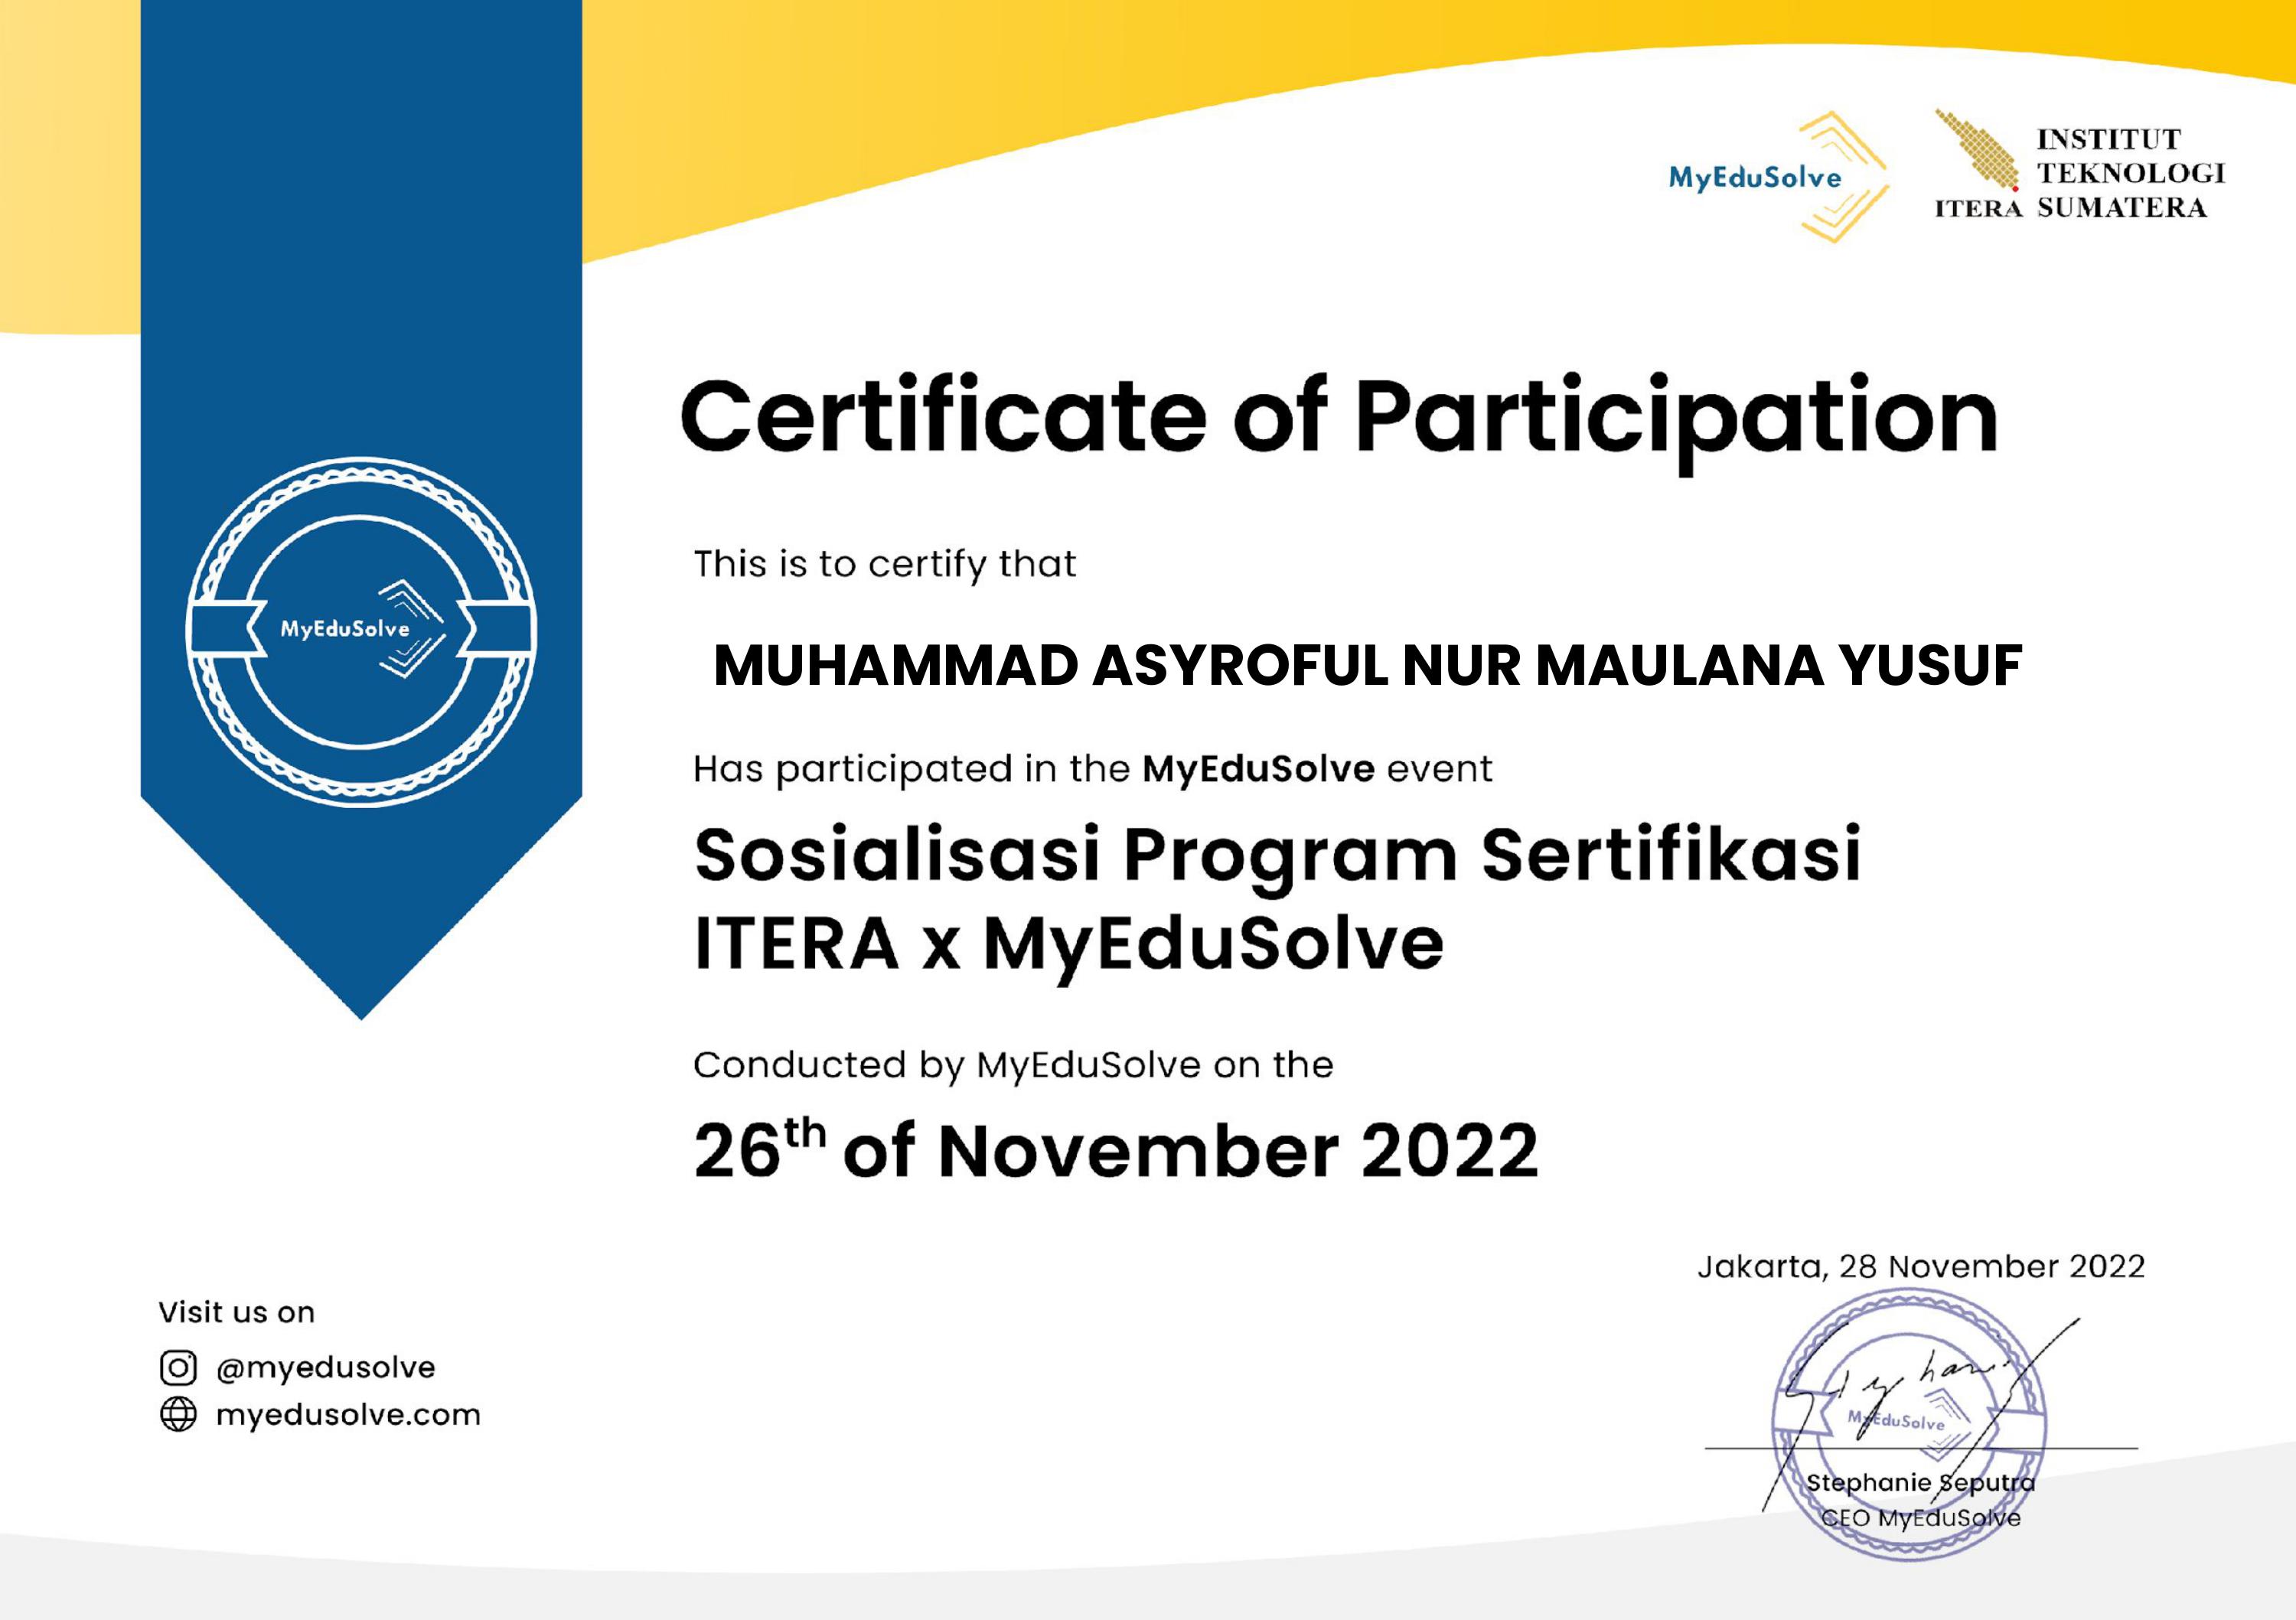 MyEduSolve
INSTITUT
TEKNOLOGI
ITERA SUMATERA
Certificate of Participation
This is to certify that
MyEduSolve
MUHAMMAD ASYROFUL NUR MAULANA YUSUF
Has participated in the MyEduSolve event
Sosialisasi Program Sertifikasi
ITERA x MyEduSolve
Conducted by MyEduSolve on the
26th of November 2022
Jakarta, 28 November 2022
Visit us on
@myedusolve
myedusolve.com
MyEduSolve
Stephanie Seputra
CEO MyEduSolve